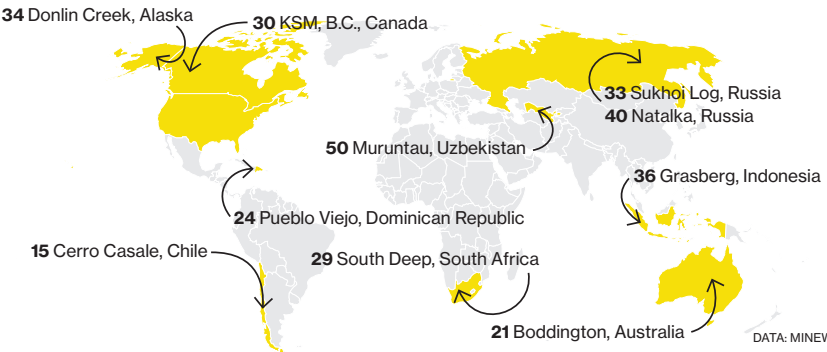 34 Donlin Creek, Alaska
30 KSM, B.C., Canada
33 Sukhoi Log, Russia
40 Natalka, Russia
50 Muruntau, Uzbekistan
36 Grasberg, Indonesia
24 Pueblo Viejo, Dominican Republic
15 Cerro Casale, Chile
29 South Deep, South Africa
21 Boddington, Australia
DATA: